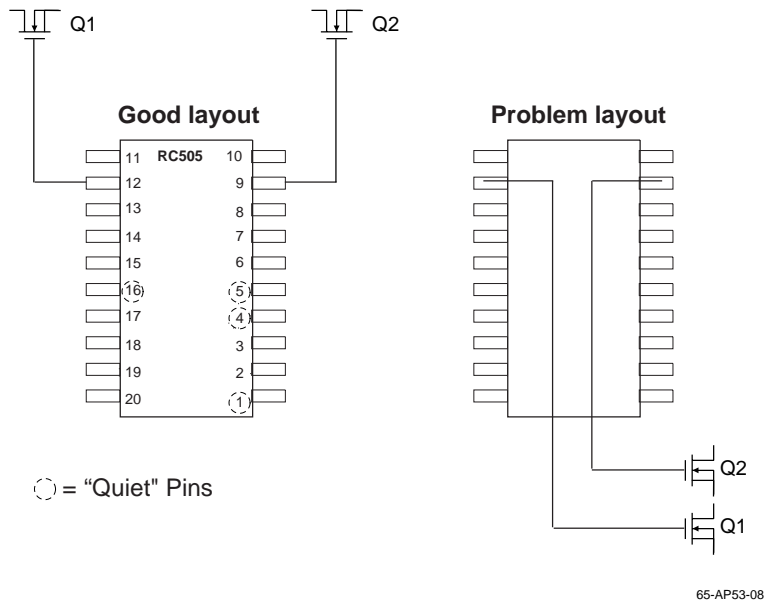 Q1
Q2
Good layout
Problem layout
11 RC505 10
12 9
13 8
14 7
15 6
16 5
17 4
18 3
19 2
20 1
Q2
= “Quiet" Pins
Q1
65-AP53-08